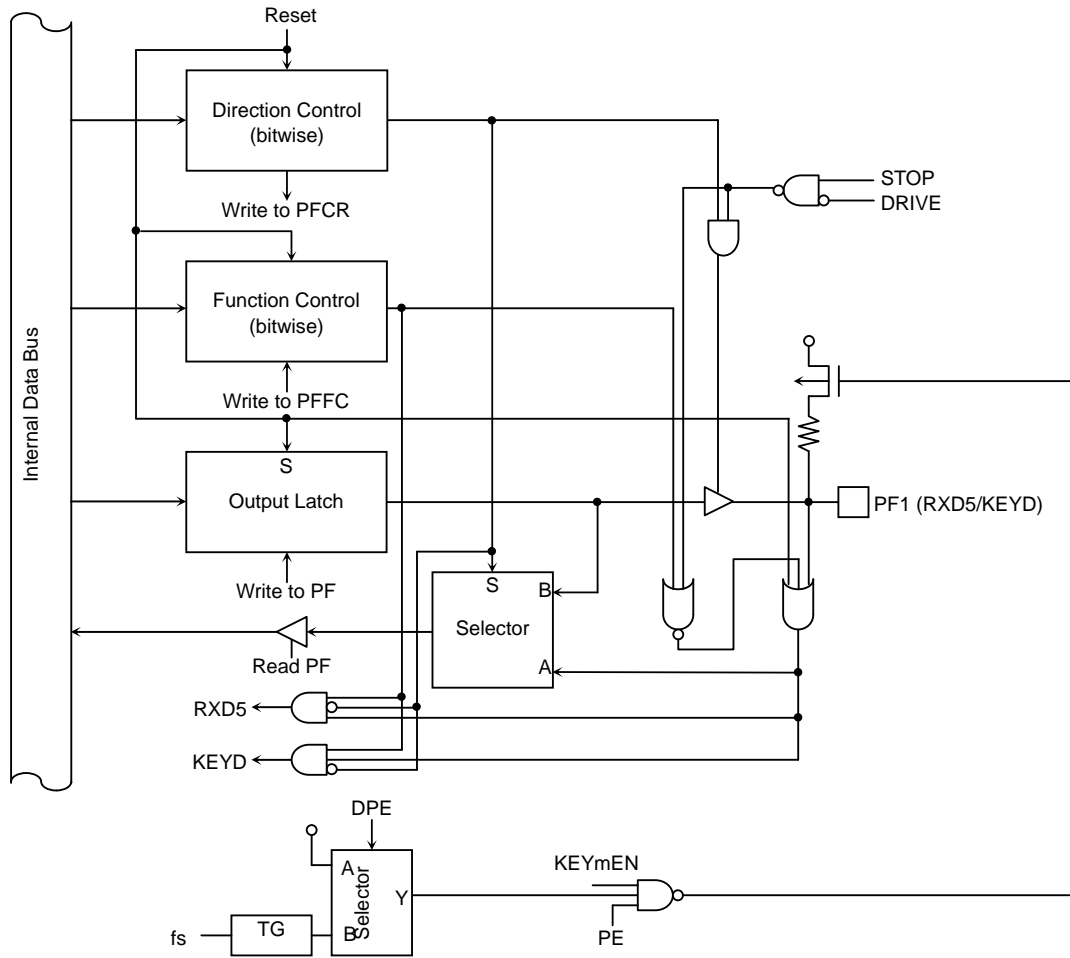 Reset
Internal Data Bus
Direction Control
(bitwise)
Write to PFCR
STOP
DRIVE
Function Control
(bitwise)
Write to PFFC
S
Output Latch
PF1 (RXD5/KEYD)
Write to PF
S
B
Selector
A
Read PF
RXD5
KEYD
DPE
A
Selector
Y
B
KEYmEN
PE
fs
TG